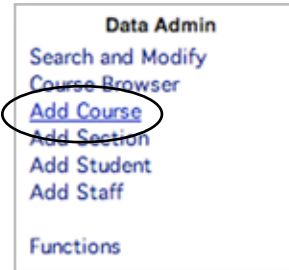 Data Admin
Search and Modify
Course Browser
Add Course
Add Section
Add Student
Add Staff
Functions